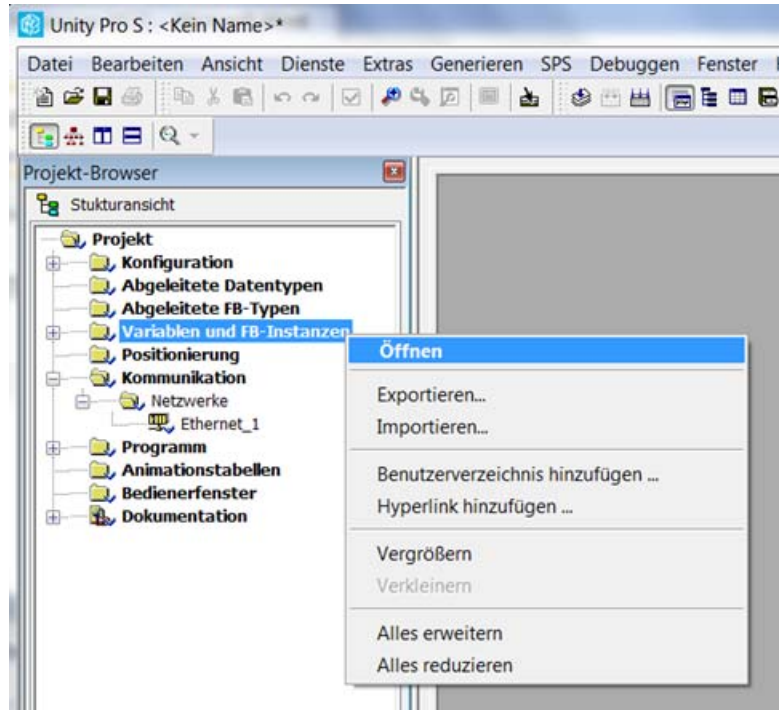 Unity Pro S : <Kein Name>*
Datei Bearbeiten Ansicht Dienste Extras Generieren SPS Debuggen Fenster
Projekt-Browser
Stukturansicht
Projekt
Konfiguration
Abgeleitete Datentypen
Abgeleitete FB-Typen
Variablen und FB-Instanzen
Positionierung
Kommunikation
Netzwerke
Ethernet_1
Programm
Animationstabellen
Bedienerfenster
Dokumentation
Öffnen
Exportieren...
Importieren...
Benutzerverzeichnis hinzufügen ...
Hyperlink hinzufügen ...
Vergrößern
Verkleinern
Alles erweitern
Alles reduzieren